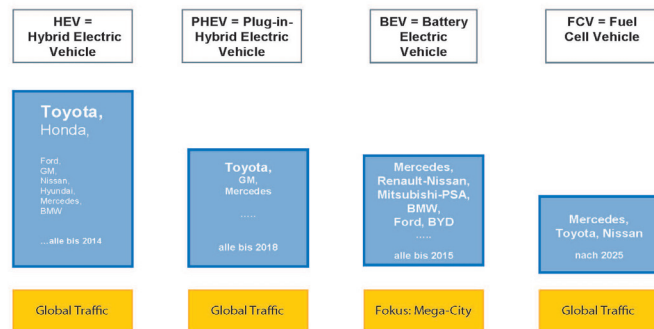 HEV =
Hybrid Electric
Vehicle
Toyota,
Honda,
Ford,
GM,
Nissan,
Hyundai,
Mercedes,
BMW
...alle bis 2014
Global Traffic
PHEV = Plug-in-
Hybrid Electric
Vehicle
Toyota,
GM,
Mercedes
.....
alle bis 2018
Global Traffic
BEV = Battery
Electric
Vehicle
Mercedes,
Renault-Nissan,
Mitsubishi-PSA,
BMW,
Ford, BYD
.....
alle bis 2015
Fokus: Mega-City
FCV = Fuel
Cell Vehicle
Mercedes,
Toyota, Nissan
nach 2025
Global Traffic